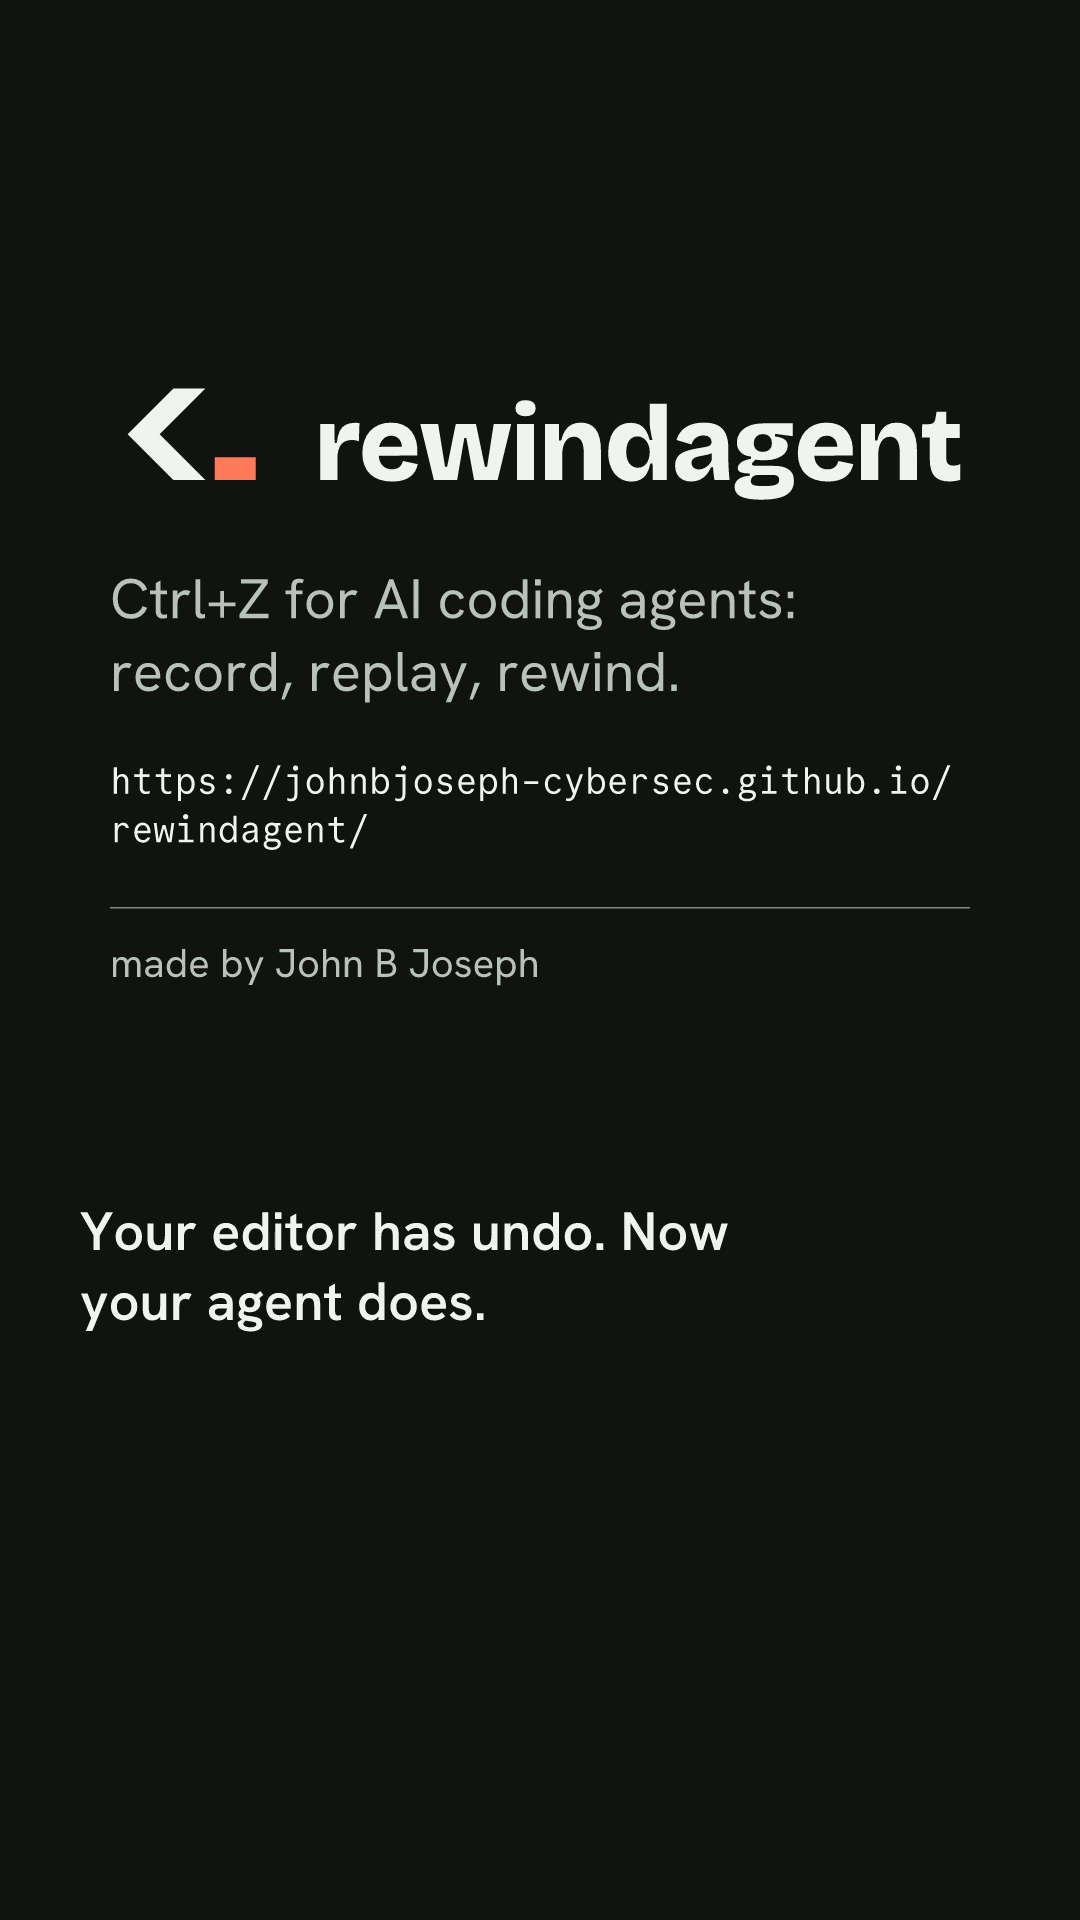 rewindagent
Ctrl+Z for AI coding agents:
record, replay, rewind.
https://johnbjoseph-cybersec.github.io/
rewindagent/
made by John B Joseph
Your editor has undo. Now
your agent does.